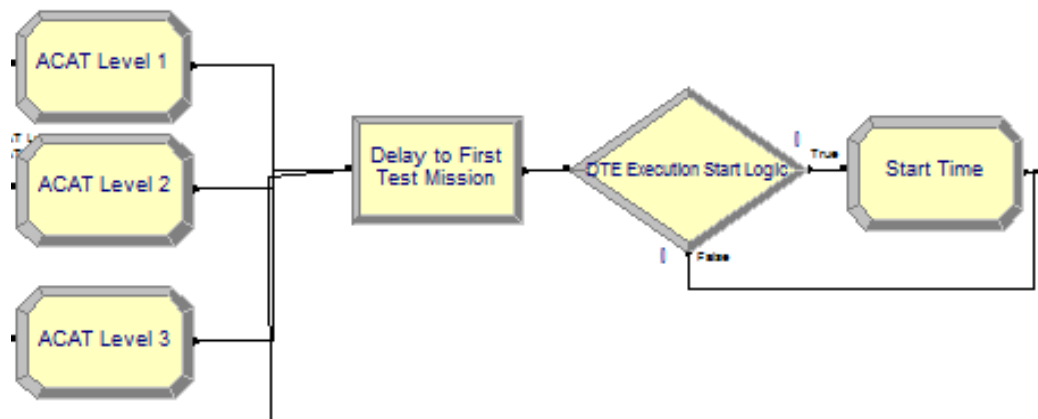 ACAT Level 1
ACAT Level 2
ACAT Level 3
Delay to First
Test Mission
DTE Execution Start Logic
True
False
Start Time